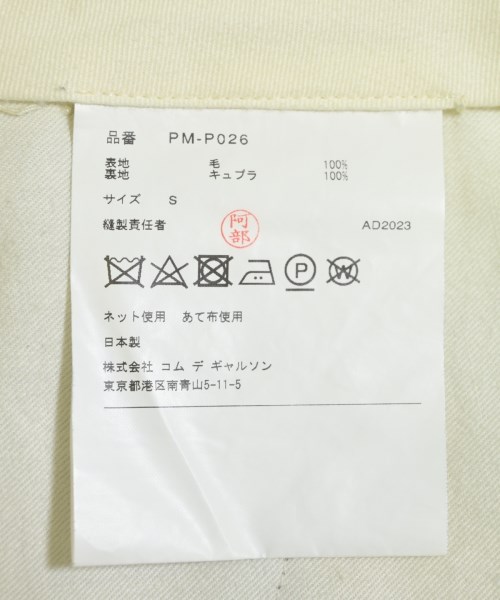 品番 PM-P026
表地 毛 100%
裏地 キュプラ 100%
サイズ S
縫製責任者 阿部 AD2023
P W
ネット使用 あて布使用
日本製
株式会社 コム デ ギャルソン
東京都港区南青山5-11-5